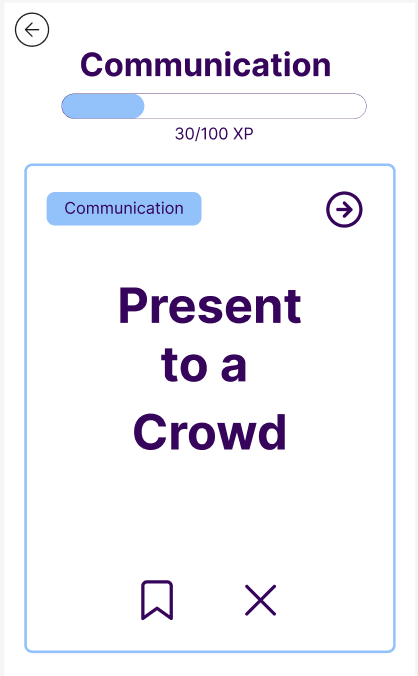 Communication
30/100 XP
Communication
Present
to a
Crowd